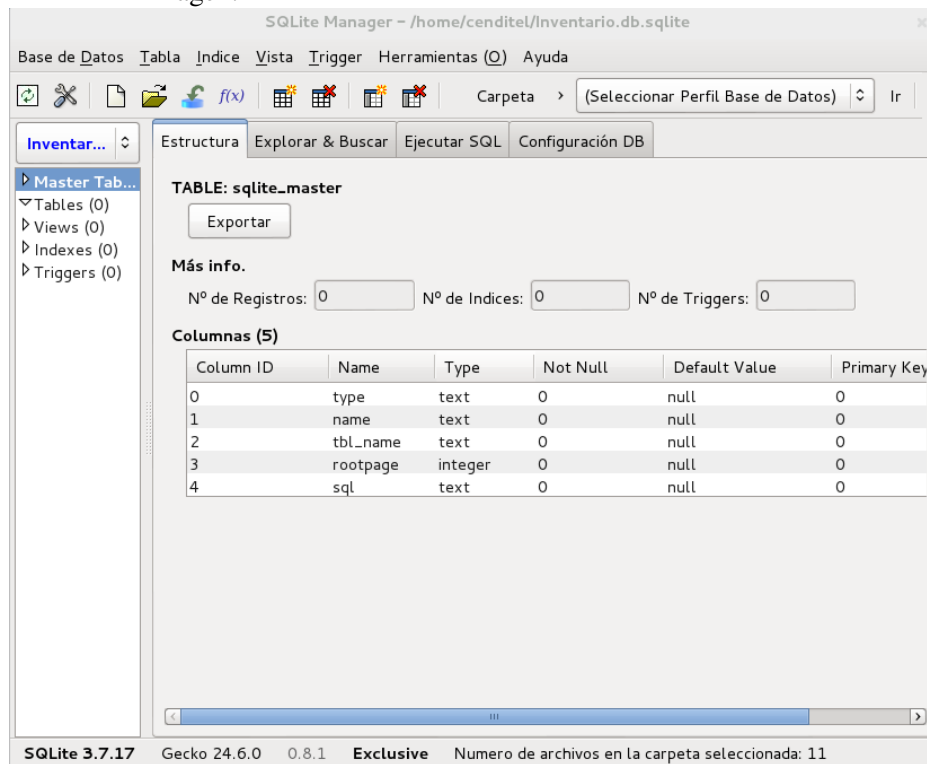 SQLite Manager - /home/cenditel/Inventario.db.sqlite
Base de Datos Tabla Indice Vista Trigger Herramientas (O) Ayuda
f(x) Carpeta > (Seleccionar Perfil Base de Datos) Ir
Inventar...
Estructura Explorar & Buscar Ejecutar SQL Configuración DB
Master Tab...
Tables (0)
Views (0)
Indexes (0)
Triggers (0)
TABLE: sqlite_master
Exportar
Más info.
Nº de Registros: 0 Nº de Indices: 0 Nº de Triggers: 0
Columnas (5)
Column ID Name Type Not Null Default Value Primary Key
0 type text 0 null 0
1 name text 0 null 0
2 tbl_name text 0 null 0
3 rootpage integer 0 null 0
4 sql text 0 null 0
SQLite 3.7.17 Gecko 24.6.0 0.8.1 Exclusive Numero de archivos en la carpeta seleccionada: 11